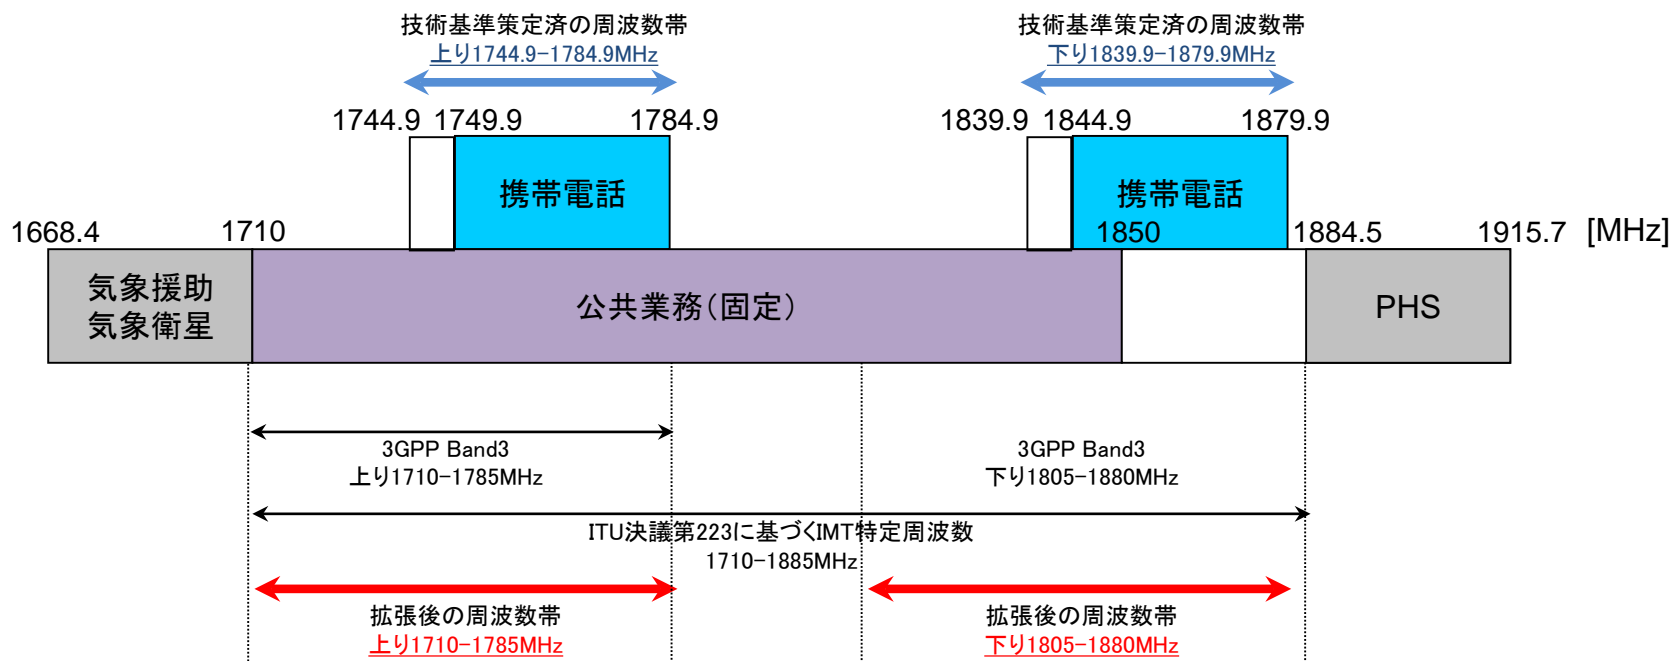 技術基準策定済の周波数帯
上り1744.9-1784.9MHz
技術基準策定済の周波数帯
下り1839.9-1879.9MHz
1744.9 1749.9 1784.9 1839.9 1844.9 1879.9
携帯電話
携帯電話
1668.4 1710 1850 1884.5 1915.7 [MHz]
気象援助
気象衛星
公共業務(固定)
PHS
3GPP Band3
上り1710-1785MHz
3GPP Band3
下り1805-1880MHz
ITU決議第223に基づくIMT特定周波数
1710-1885MHz
拡張後の周波数帯
上り1710-1785MHz
拡張後の周波数帯
下り1805-1880MHz